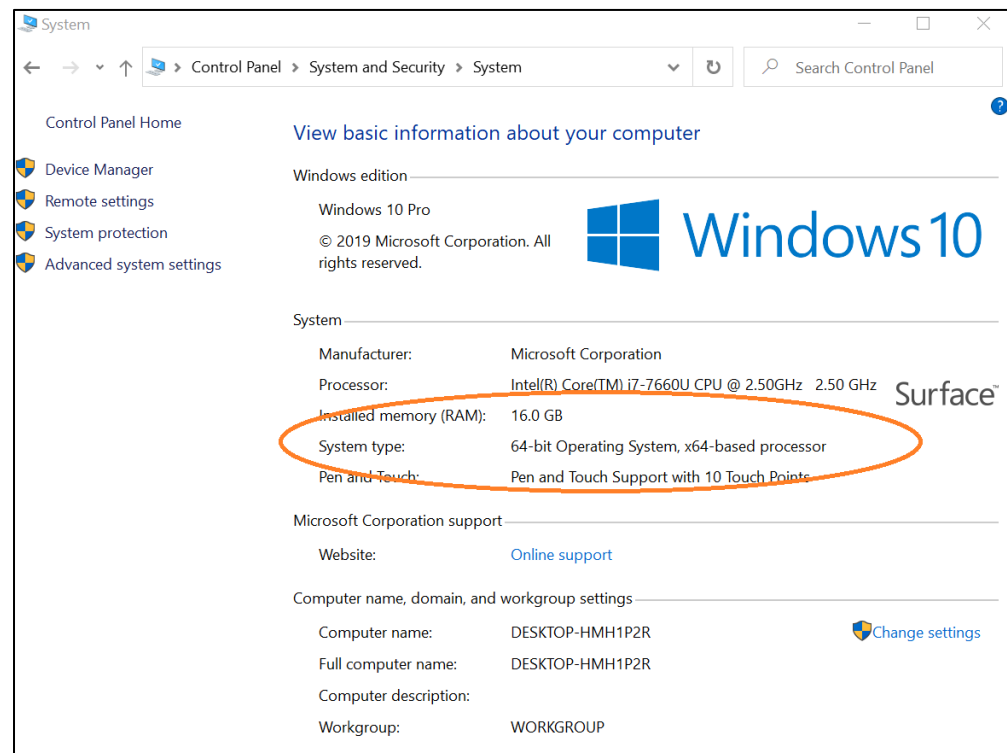 System
Control Panel > System and Security > System
Search Control Panel
?
Control Panel Home
Device Manager
Remote settings
System protection
Advanced system settings
View basic information about your computer
Windows edition
Windows 10 Pro
© 2019 Microsoft Corporation. All
rights reserved.
Windows 10
System
Manufacturer: Microsoft Corporation
Processor: Intel(R) Core(TM) i7-7660U CPU @ 2.50GHz 2.50 GHz
Surface™
Installed memory (RAM): 16.0 GB
System type: 64-bit Operating System, x64-based processor
Pen and Touch: Pen and Touch Support with 10 Touch Points
Microsoft Corporation support
Website: Online support
Computer name, domain, and workgroup settings
Computer name: DESKTOP-HMH1P2R
Change settings
Full computer name: DESKTOP-HMH1P2R
Computer description:
Workgroup: WORKGROUP